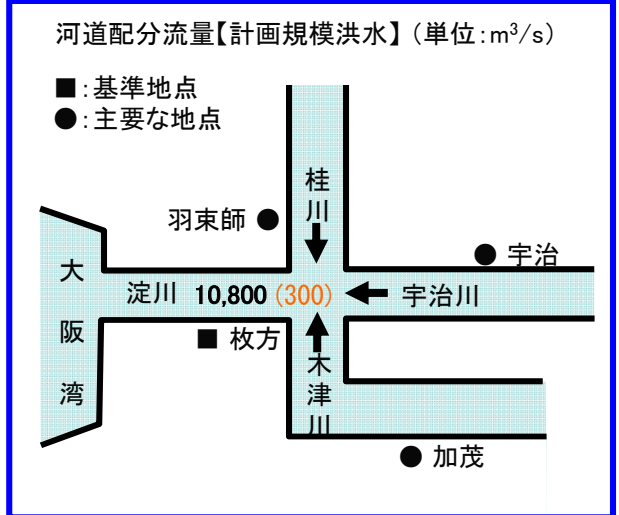 河道配分流量【計画規模洪水】（単位：m³/s）
■：基準地点
●：主要な地点
桂川
羽束師 ●
● 宇治
大阪湾
淀川 10,800 (300)
宇治川
■ 枚方
木津川
● 加茂